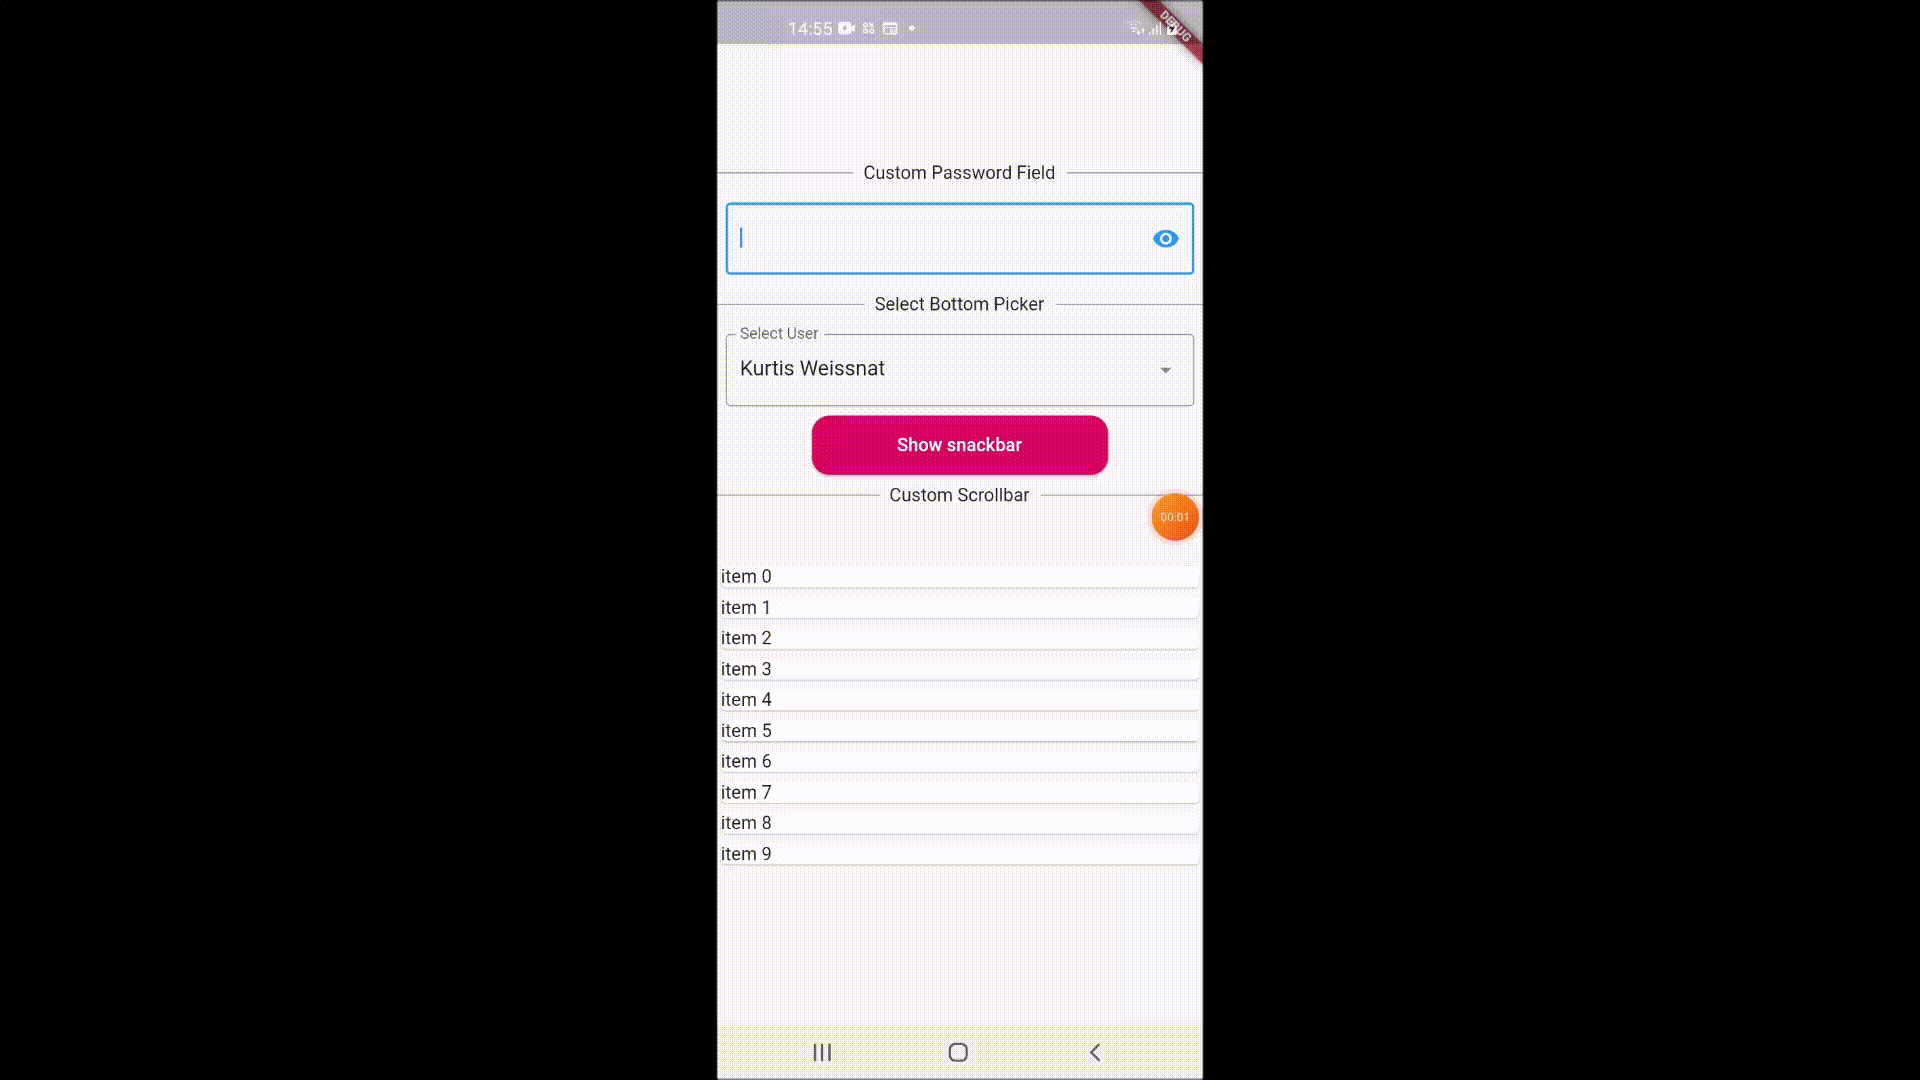 14:55
DEBUG
Custom Password Field
Select Bottom Picker
Select User
Kurtis Weissnat
Show snackbar
Custom Scrollbar
00:01
item 0
item 1
item 2
item 3
item 4
item 5
item 6
item 7
item 8
item 9